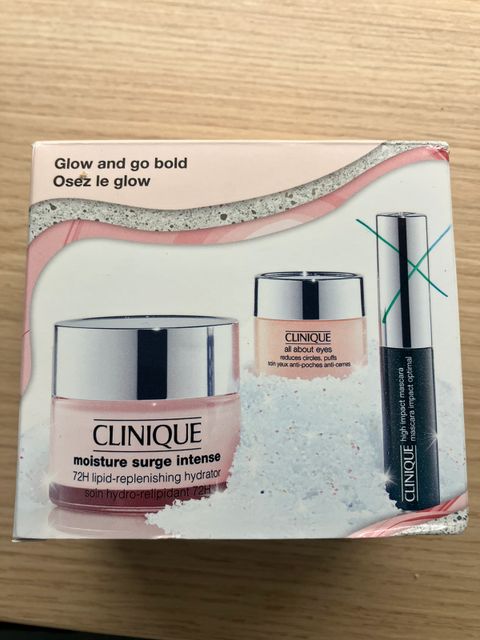 Glow and go bold
Osez le glow
CLINIQUE
all about eyes
reduces circles, puffs
soin yeux anti-poches anti-cernes
CLINIQUE
moisture surge intense
72H lipid-replenishing hydrator
soin hydro-relipidant 72H
CLINIQUE
high impact mascara
mascara impact optimal